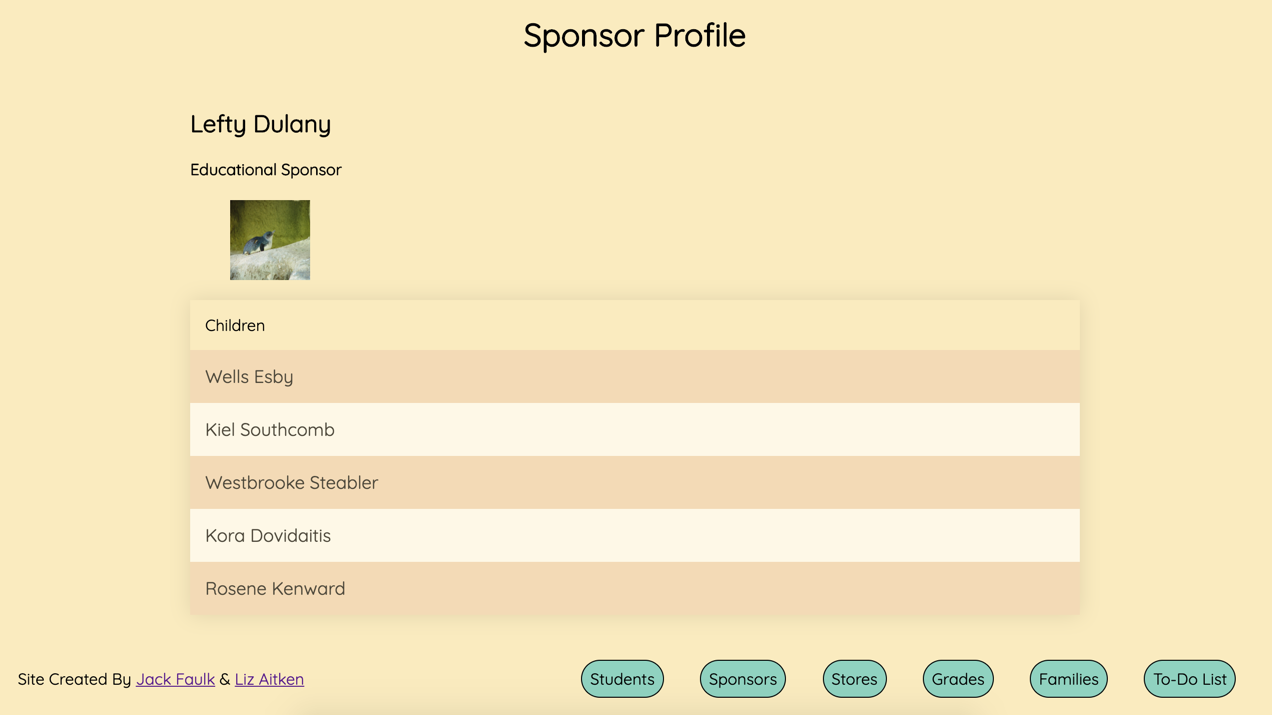 Sponsor Profile
Lefty Dulany
Educational Sponsor
Children
Wells Esby
Kiel Southcomb
Westbrooke Steabler
Kora Dovidaitis
Rosene Kenward
Site Created By Jack Faulk & Liz Aitken
Students Sponsors Stores Grades Families To-Do List